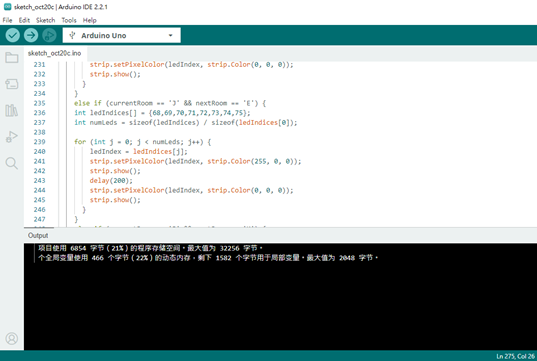 sketch_oct20c | Arduino IDE 2.2.1
File Edit Sketch Tools Help
Arduino Uno
sketch_oct20c.ino
231 strip.setPixelColor(ledIndex, strip.Color(0, 0, 0));
232 strip.show();
233 }
234 }
235 else if (currentRoom == 'J' && nextRoom == 'E') {
236 int ledIndices[] = {68,69,70,71,72,73,74,75};
237 int numLeds = sizeof(ledIndices) / sizeof(ledIndices[0]);
238
239 for (int j = 0; j < numLeds; j++) {
240 ledIndex = ledIndices[j];
241 strip.setPixelColor(ledIndex, strip.Color(255, 0, 0));
242 strip.show();
243 delay(200);
244 strip.setPixelColor(ledIndex, strip.Color(0, 0, 0));
245 strip.show();
246 }
247 }
Output
项目使用 6854 字节(21%)的程序存储空间。最大值为 32256 字节。
个全局变量使用 466 个字节(22%)的动态内存、剩下 1582 个字节用于局部变量。最大值为 2048 字节。
Ln 275, Col 26